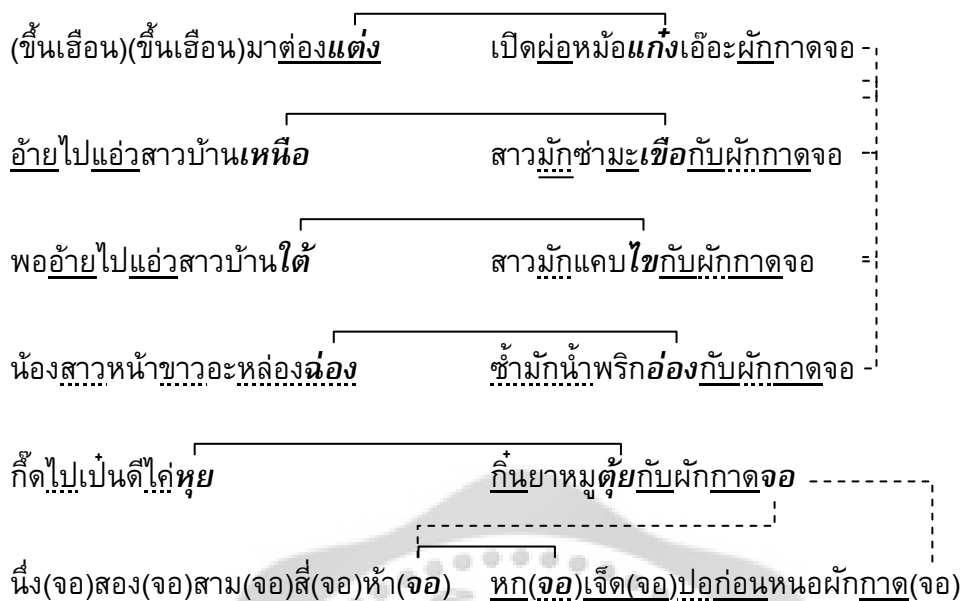 (ขึ้นเฮือน)(ขึ้นเฮือน)มาต่องแต่ง เปิดผ่อหม้อแก๋งเอ๊อะผักกาดจอ
อ้ายไปแอ่วสาวบ้านเหนือ สาวมักซ่ามะเขือกับผักกาดจอ
พออ้ายไปแอ่วสาวบ้านใต้ สาวมักแคบไขกับผักกาดจอ
น้องสาวหน้าขาวอะหล่องฉ่อง ซ้ำมักน้ำพริกอ่องกับผักกาดจอ
กึ๊ดไปเป๋นดีไค่หุย กิ๋นยาหมูตุ้ยกับผักกาดจอ
นึ่ง(จอ)สอง(จอ)สาม(จอ)สี่(จอ)ห้า(จอ) หก(จอ)เจ็ด(จอ)ปอก่อนหนอผักกาด(จอ)